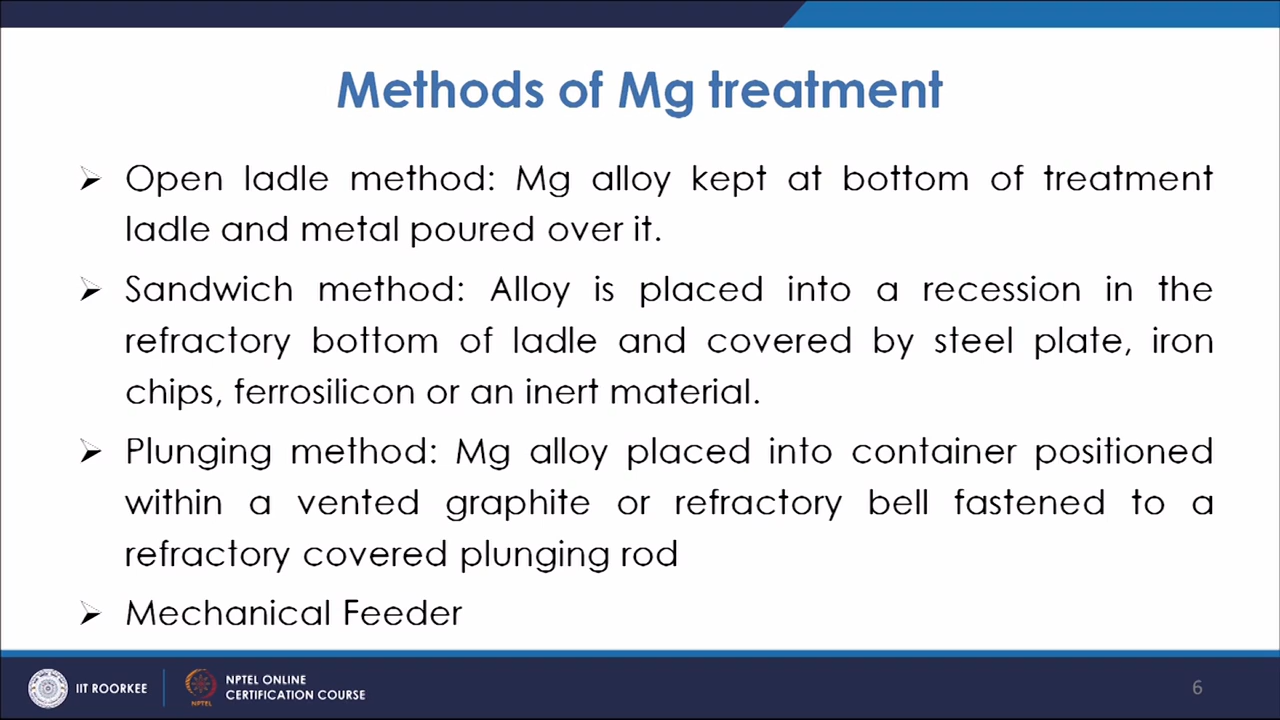 Methods of Mg treatment
➢ Open ladle method: Mg alloy kept at bottom of treatment
ladle and metal poured over it.
➢ Sandwich method: Alloy is placed into a recession in the
refractory bottom of ladle and covered by steel plate, iron
chips, ferrosilicon or an inert material.
➢ Plunging method: Mg alloy placed into container positioned
within a vented graphite or refractory bell fastened to a
refractory covered plunging rod
➢ Mechanical Feeder
IIT ROORKEE
NPTEL
NPTEL ONLINE
CERTIFICATION COURSE
6